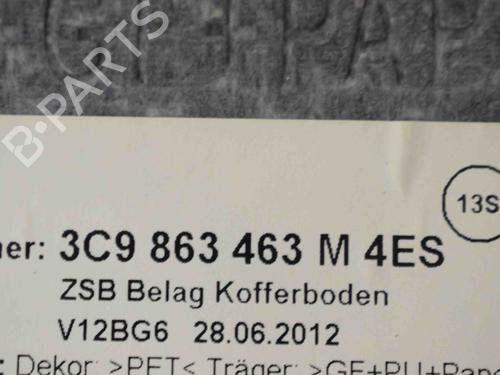 B-PARTS
13S
ner: 3C9 863 463 M 4ES
ZSB Belag Kofferboden
V12BG6 28.06.2012
: Dekor: >PET< Träger: >GF+PU+Pap